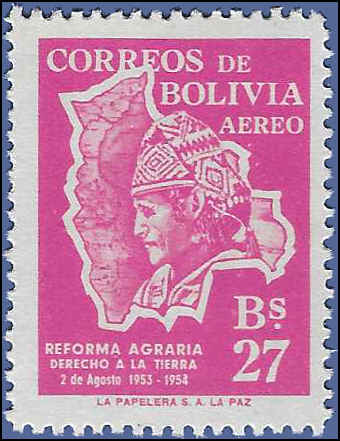 CORREOS DE
BOLIVIA
AEREO
Bs.
27
REFORMA AGRARIA
DERECHO A LA TIERRA
2 de Agosto 1953 - 1954
LA PAPELERA S. A. LA PAZ